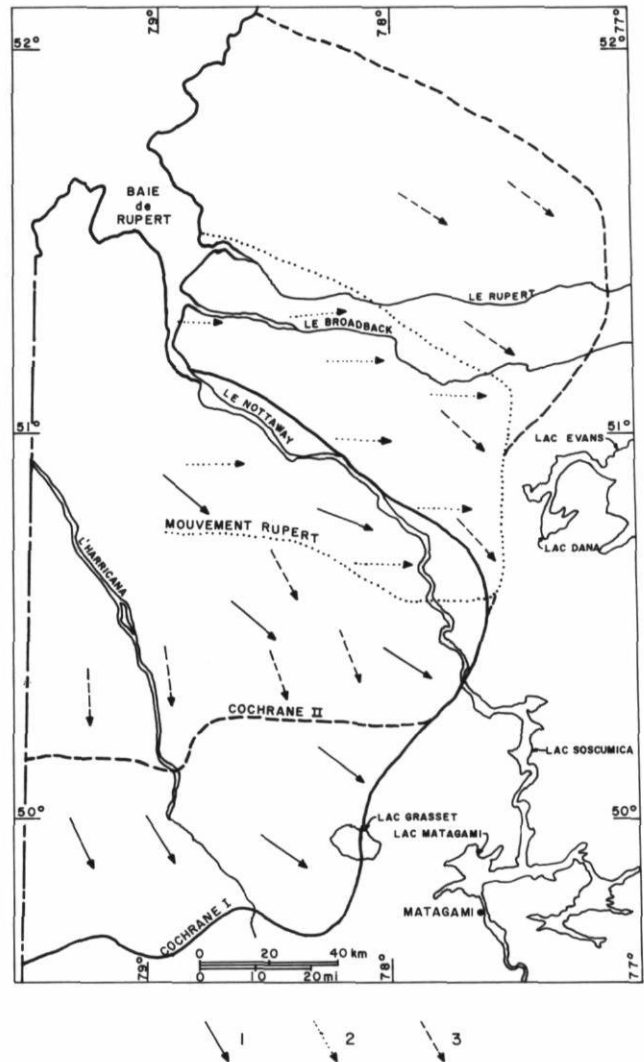 79° 78° 52° 77°
52°
BAIE
de
RUPERT
LE RUPERT
LE BROADBACK
LE NOTTAWAY
51° 51°
LAC EVANS
L'HARRICANA
MOUVEMENT RUPERT
LAC DANA
COCHRANE II
LAC SOSCUMICA
50° 50°
LAC GRASSET
LAC MATAGAMI
MATAGAMI
COCHRANE I
0 20 40 km
0 10 20 mi
79° 78° 77°
1 2 3